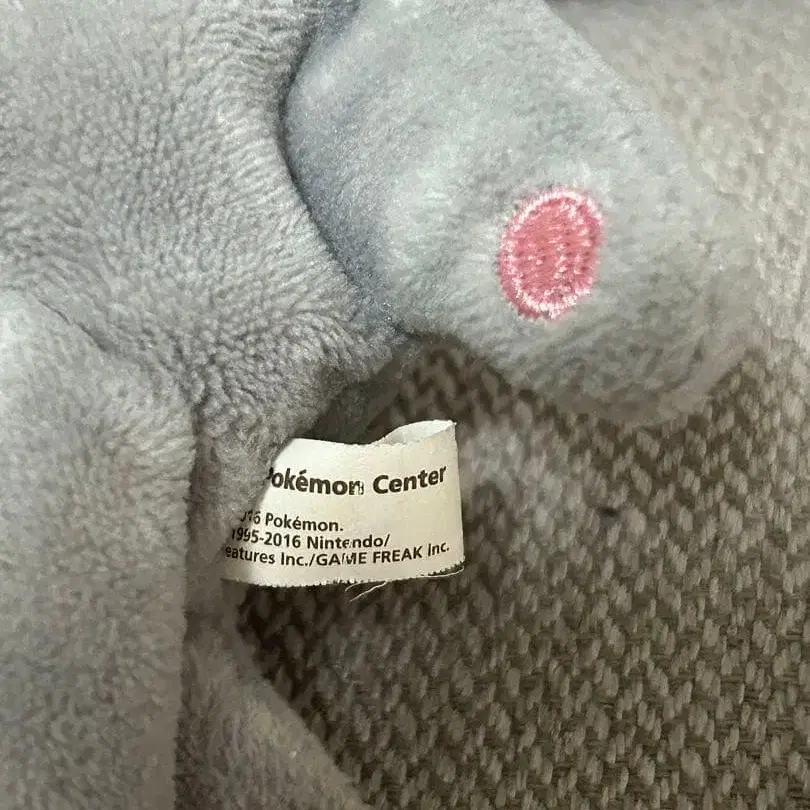 Pokémon Center
16 Pokémon.
1995-2016 Nintendo/
eatures Inc./GAME FREAK inc.